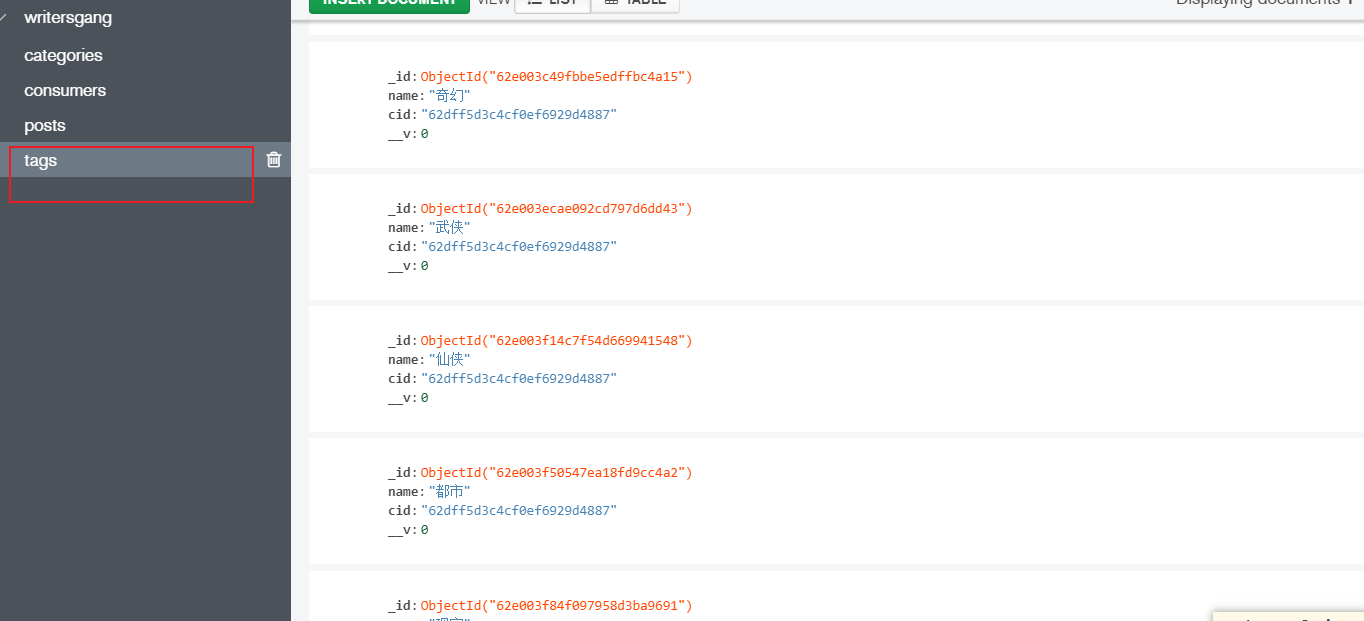 INSERT DOCUMENT VIEW LIST TABLE Displaying documents 1
writersgang
categories
consumers
posts
tags
_id: ObjectId("62e003c49fbbe5edffbc4a15")
name: "奇幻"
cid: "62dff5d3c4cf0ef6929d4887"
__v: 0
_id: ObjectId("62e003ecae092cd797d6dd43")
name: "武侠"
cid: "62dff5d3c4cf0ef6929d4887"
__v: 0
_id: ObjectId("62e003f14c7f54d669941548")
name: "仙侠"
cid: "62dff5d3c4cf0ef6929d4887"
__v: 0
_id: ObjectId("62e003f50547ea18fd9cc4a2")
name: "都市"
cid: "62dff5d3c4cf0ef6929d4887"
__v: 0
_id: ObjectId("62e003f84f097958d3ba9691")